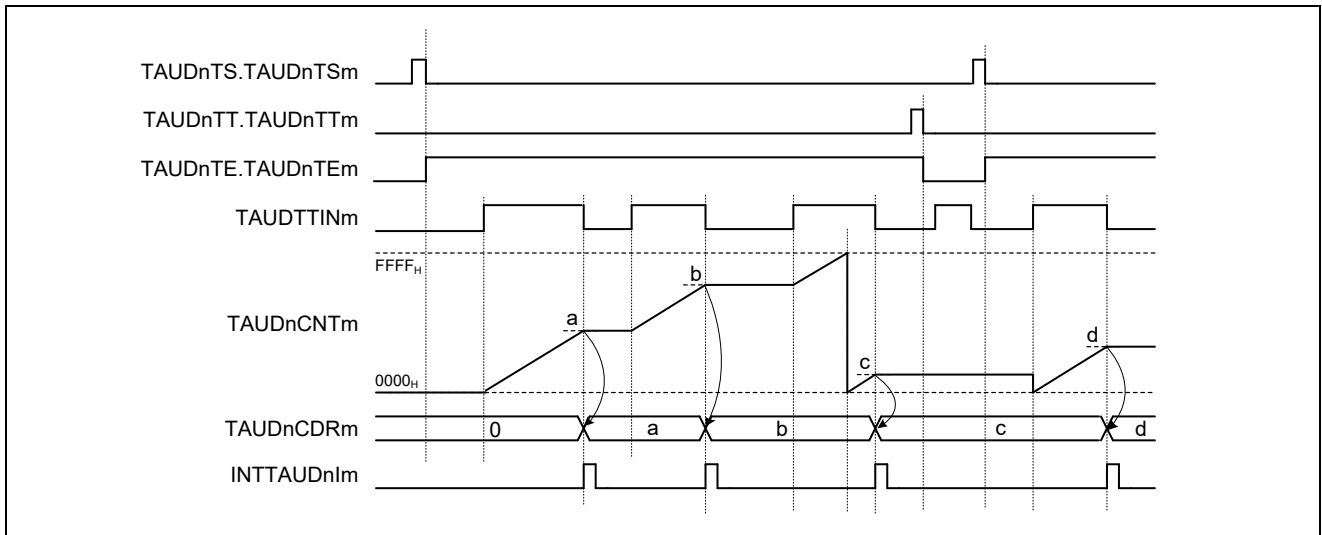 TAUDnTS.TAUDnTSm
TAUDnTT.TAUDnTTm
TAUDnTE.TAUDnTEm
TAUDTTINm
FFFFH
b
a
d
TAUDnCNTm
c
0000H
TAUDnCDRm
0 a b c d
INTTAUDnIm